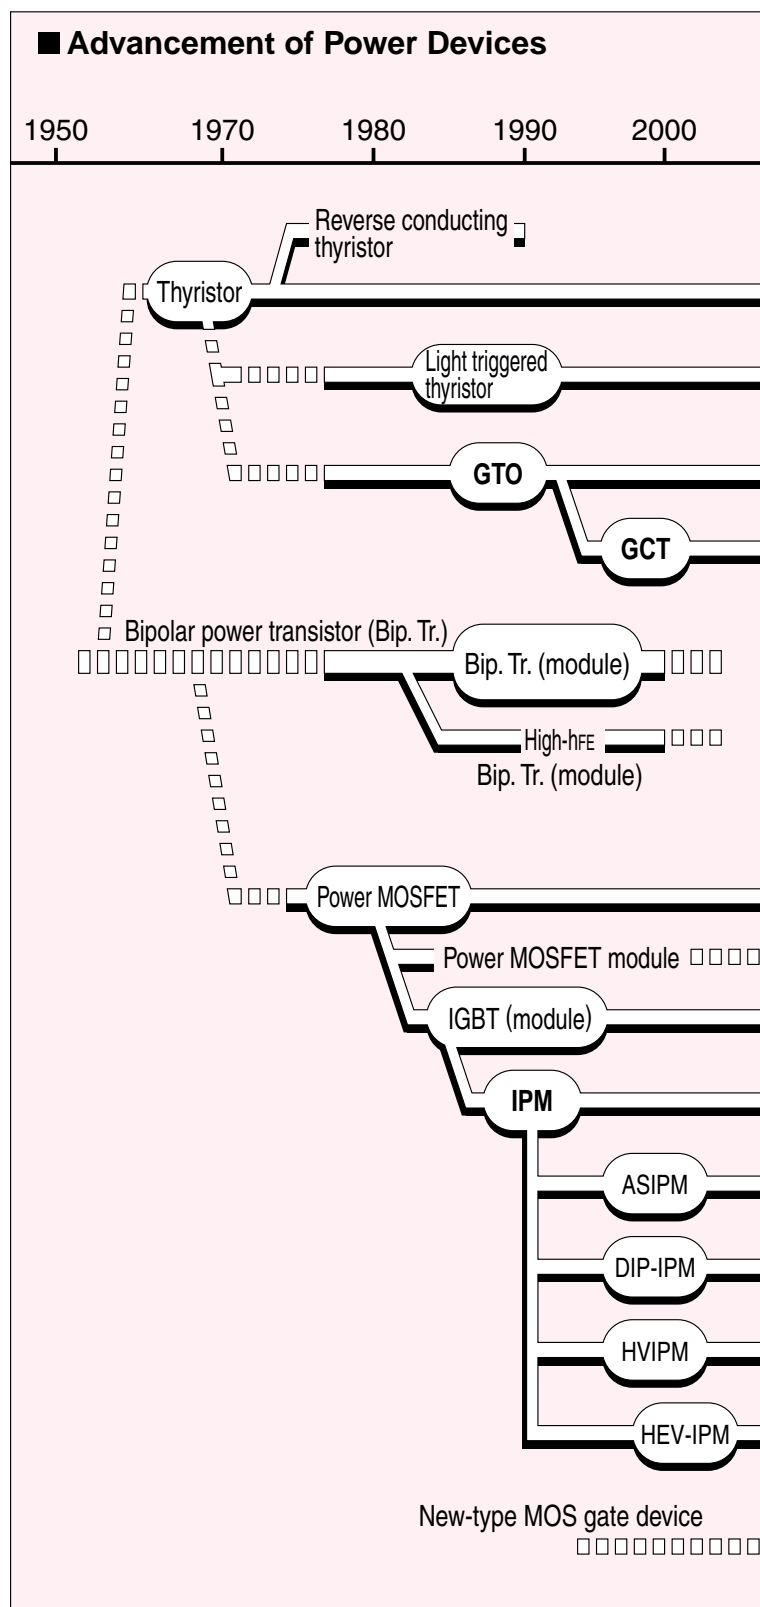 Advancement of Power Devices
1950 1970 1980 1990 2000
Reverse conducting
thyristor
Thyristor
Light triggered
thyristor
GTO
GCT
Bipolar power transistor (Bip. Tr.)
Bip. Tr. (module)
High-hFE
Bip. Tr. (module)
Power MOSFET
Power MOSFET module
IGBT (module)
IPM
ASIPM
DIP-IPM
HVIPM
HEV-IPM
New-type MOS gate device